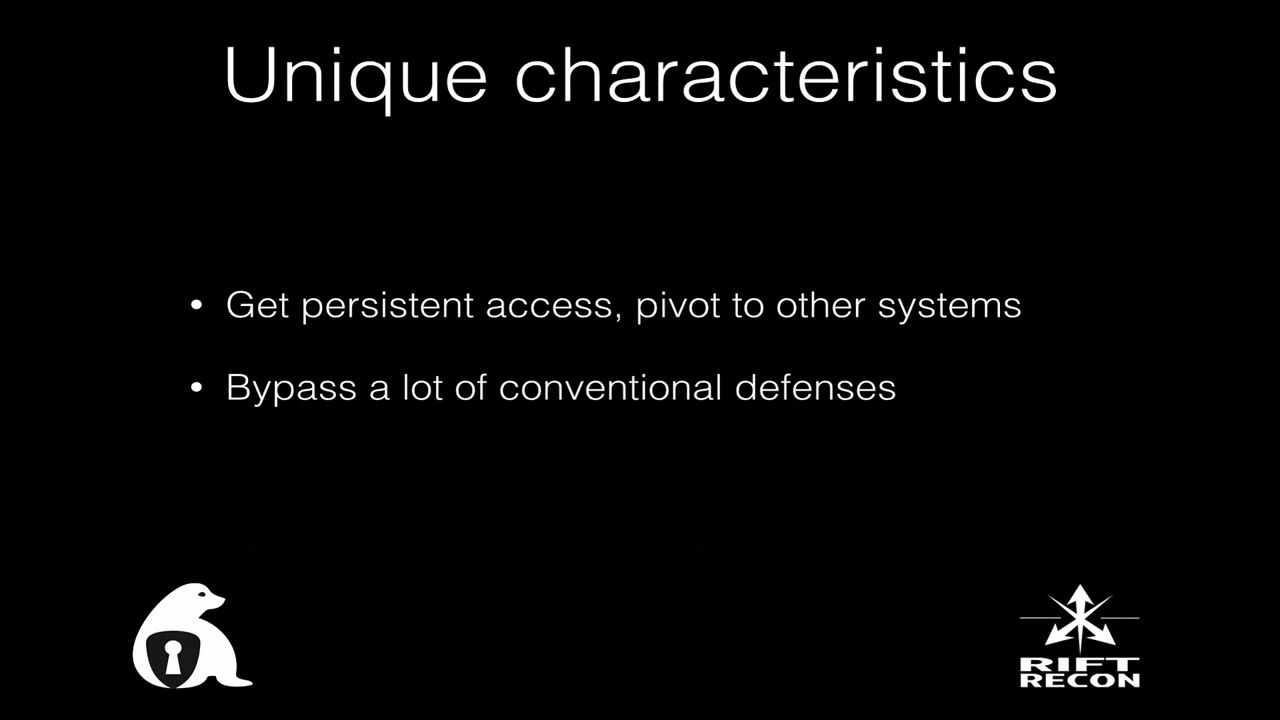 Unique characteristics
• Get persistent access, pivot to other systems
• Bypass a lot of conventional defenses
RIFT
RECON